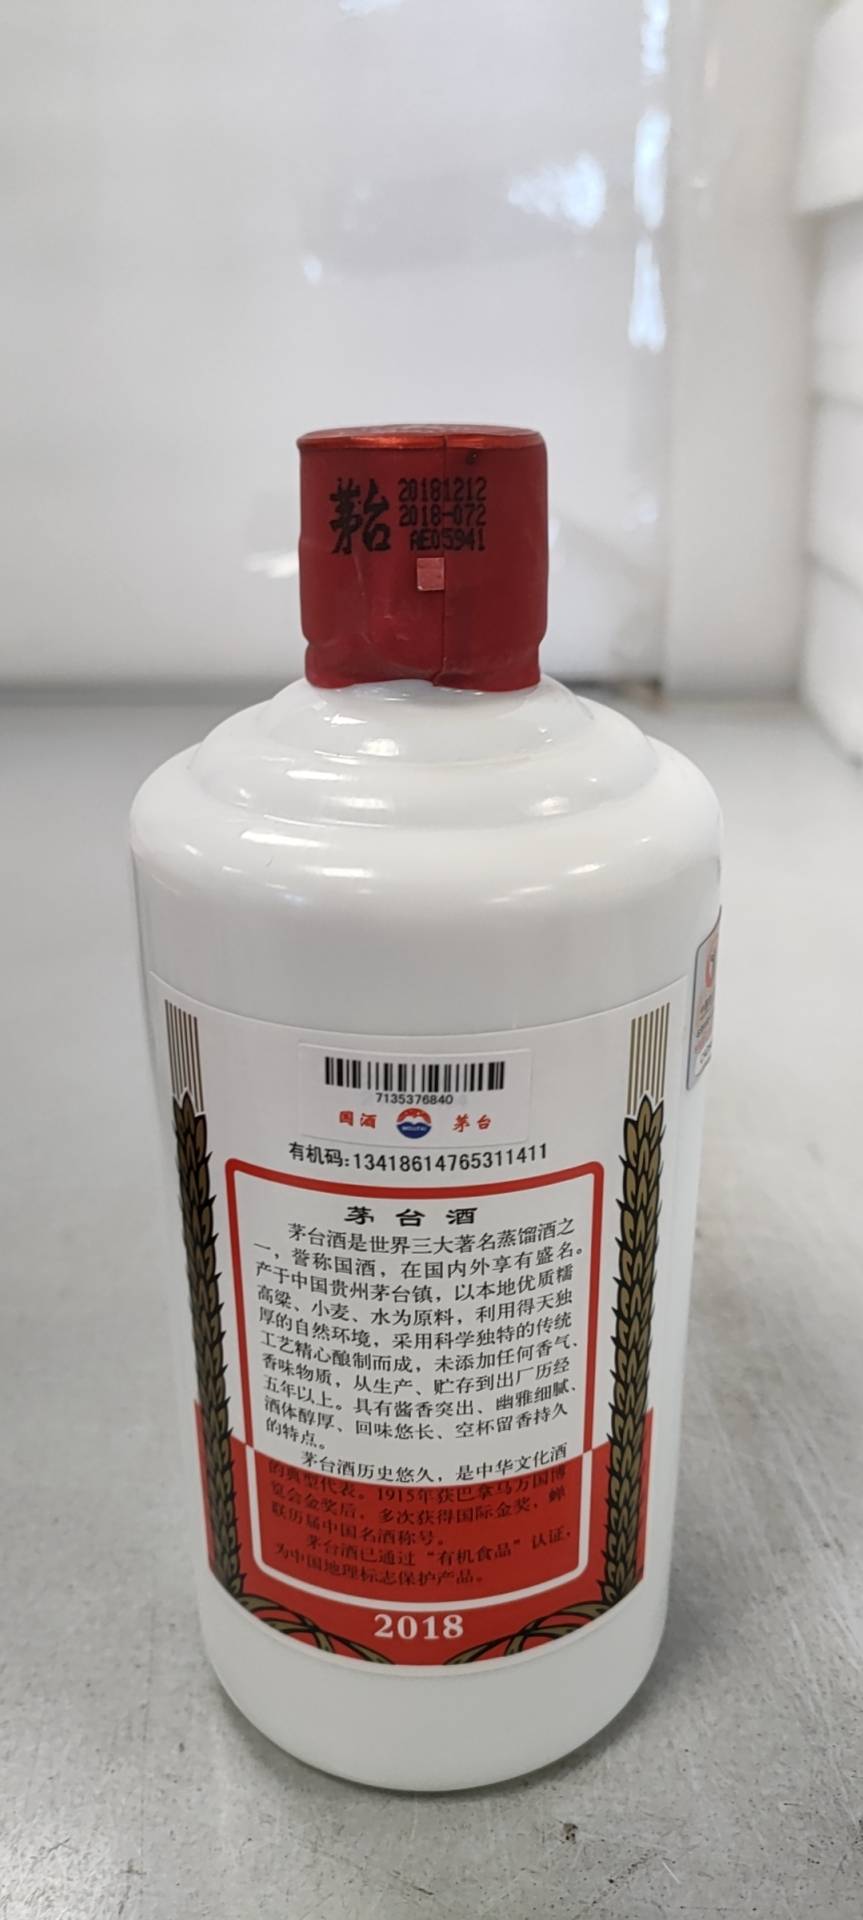 茅台
20181212
2018-072
AE05941
7135376840
国酒 MOUTAI 茅台
有机码:13418614765311411
茅台酒
茅台酒是世界三大著名蒸馏酒之
一，誉称国酒，在国内外享有盛名。
产于中国贵州茅台镇，以本地优质糯
高粱、小麦、水为原料，利用得天独
厚的自然环境，采用科学独特的传统
工艺精心酿制而成，未添加任何香气、
香味物质，从生产、贮存到出厂历经
五年以上。具有酱香突出、幽雅细腻、
酒体醇厚、回味悠长、空杯留香持久
的特点。
茅台酒历史悠久，是中华文化酒
的典型代表。1915年获巴拿马万国博
览会金奖后，多次获得国际金奖，蝉
联历届中国名酒称号。
茅台酒已通过“有机食品”认证，
为中国地理标志保护产品。
2018